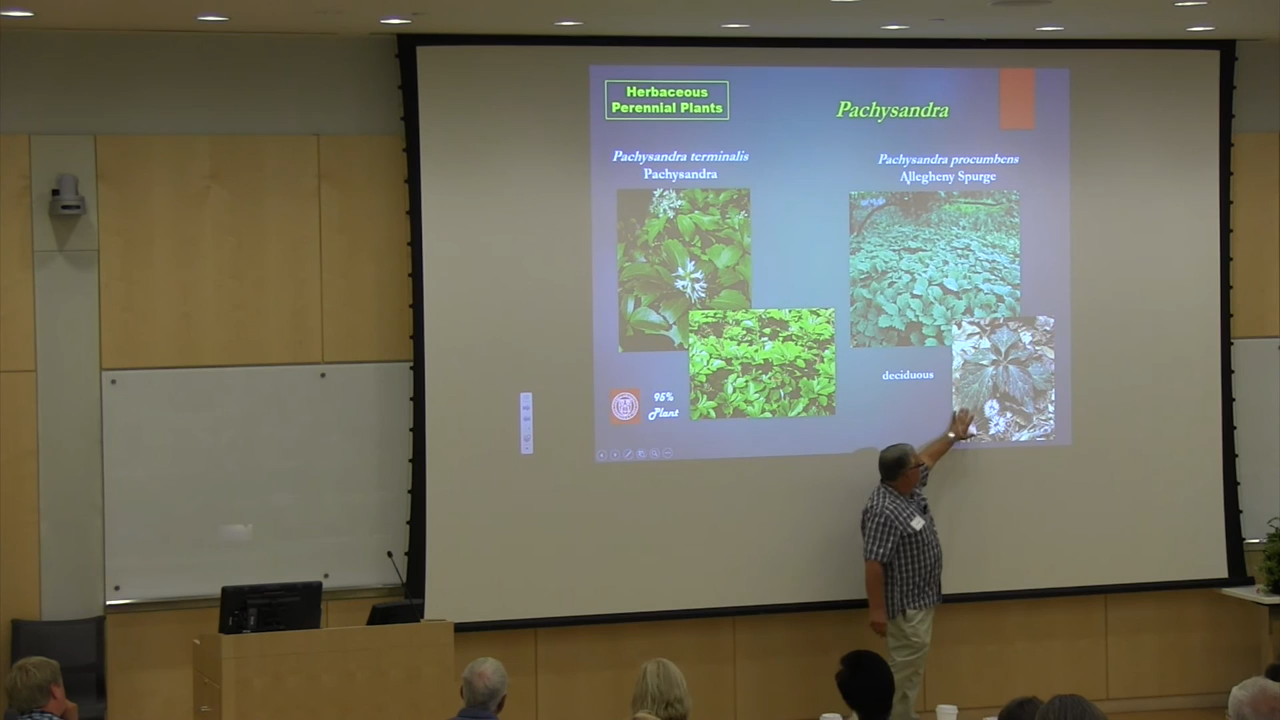 Herbaceous
Perennial Plants
Pachysandra
Pachysandra terminalis
Pachysandra
Pachysandra procumbens
Allegheny Spurge
deciduous
95%
Plant